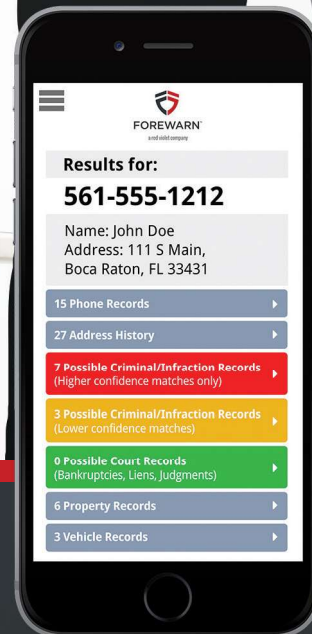 FOREWARN
a red violet company
Results for:
561-555-1212
Name: John Doe
Address: 111 S Main,
Boca Raton, FL 33431
15 Phone Records
27 Address History
7 Possible Criminal/Infraction Records
(Higher confidence matches only)
3 Possible Criminal/Infraction Records
(Lower confidence matches)
0 Possible Court Records
(Bankruptcies, Liens, Judgments)
6 Property Records
3 Vehicle Records